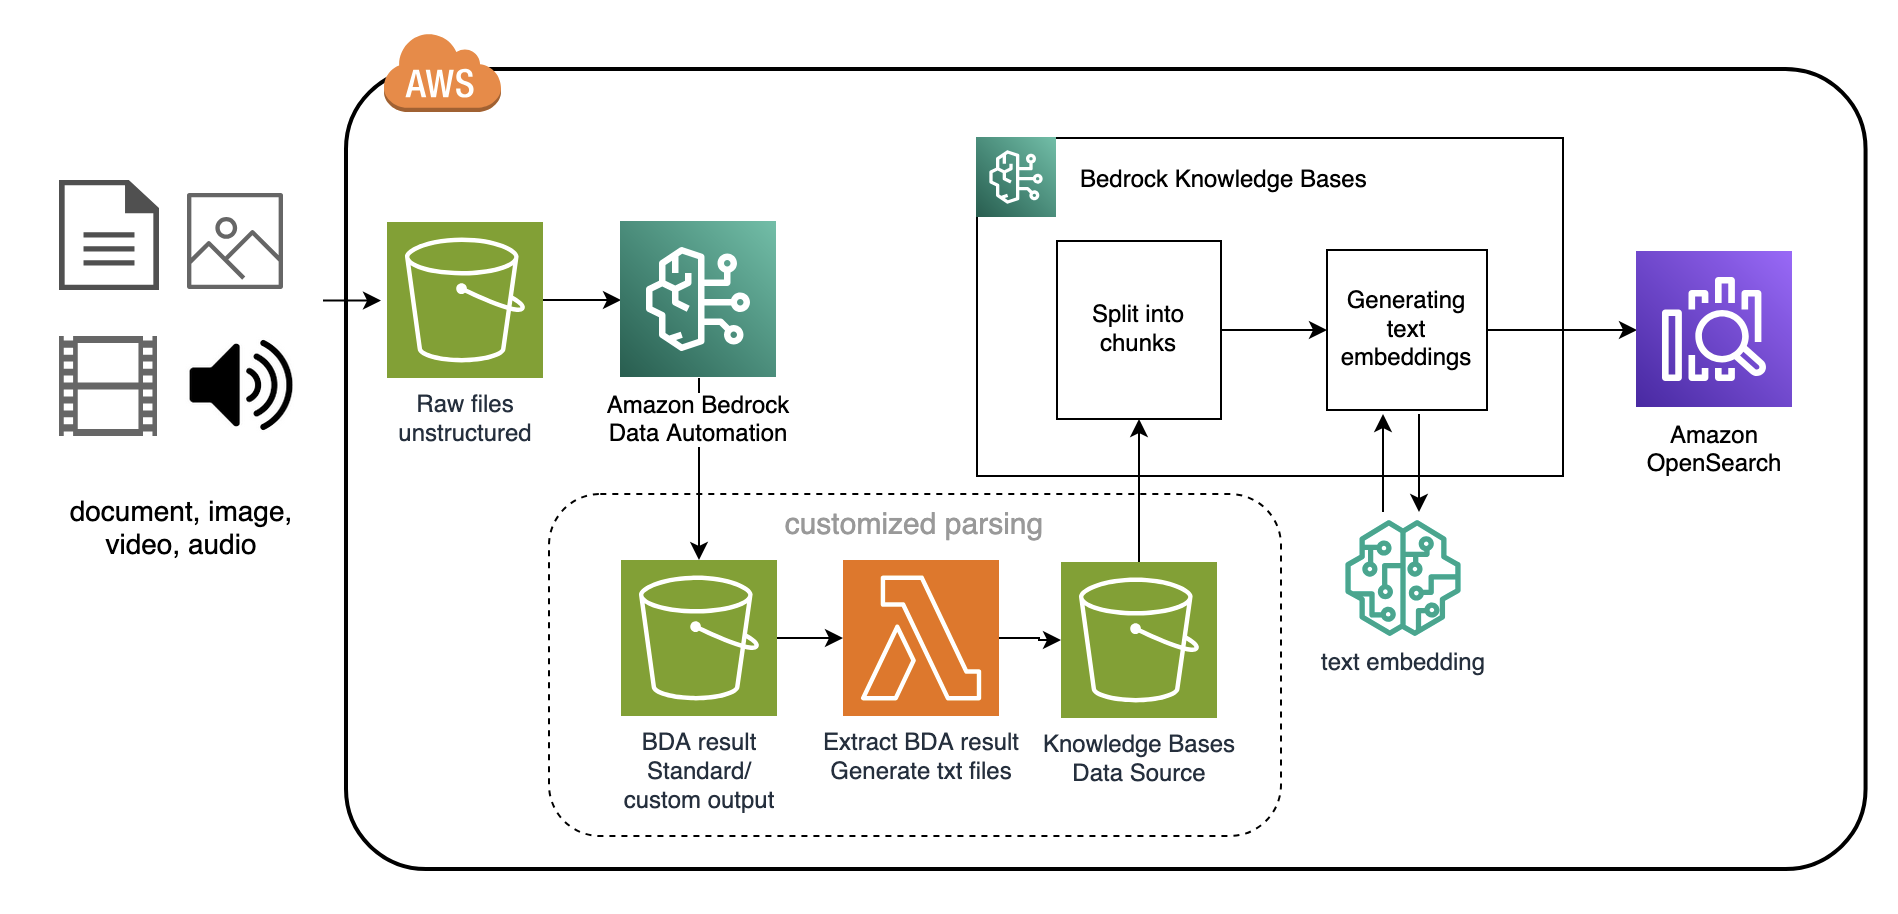 AWS
Bedrock Knowledge Bases
Split into
chunks
Generating
text
embeddings
Raw files
unstructured
Amazon Bedrock
Data Automation
Amazon
OpenSearch
document, image,
video, audio
customized parsing
text embedding
BDA result
Standard/
custom output
Extract BDA result
Generate txt files
Knowledge Bases
Data Source